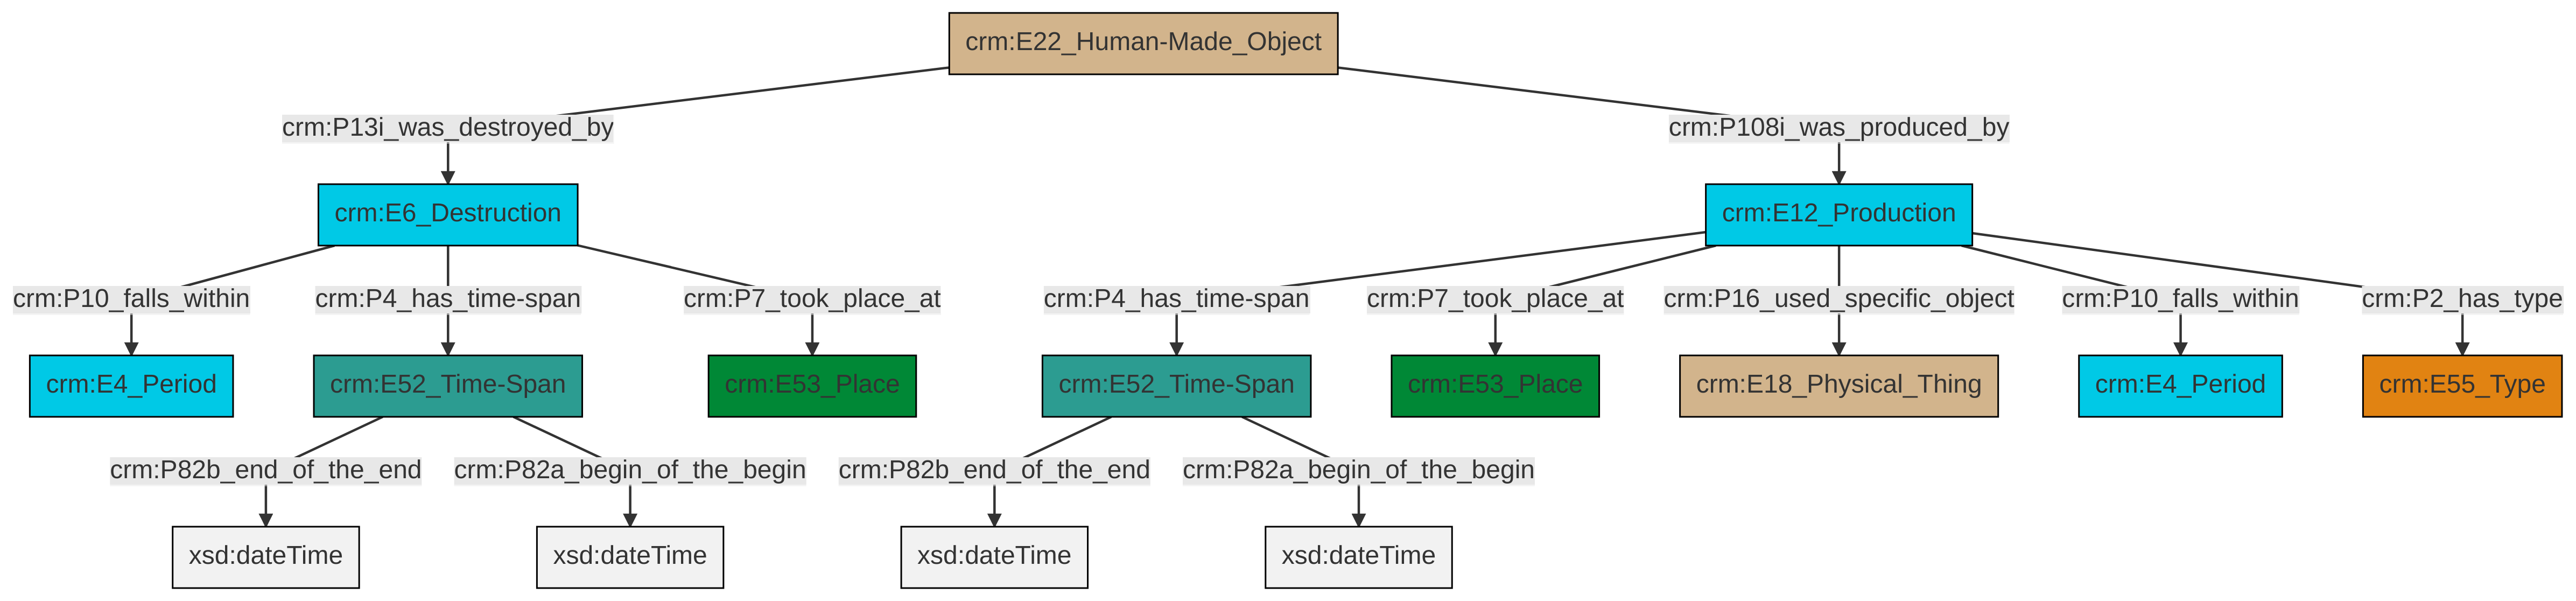 crm:E22_Human-Made_Object
crm:P13i_was_destroyed_by
crm:P108i_was_produced_by
crm:E6_Destruction
crm:E12_Production
crm:P10_falls_within
crm:P4_has_time-span
crm:P7_took_place_at
crm:P4_has_time-span
crm:P7_took_place_at
crm:P16_used_specific_object
crm:P10_falls_within
crm:P2_has_type
crm:E4_Period
crm:E52_Time-Span
crm:E53_Place
crm:E52_Time-Span
crm:E53_Place
crm:E18_Physical_Thing
crm:E4_Period
crm:E55_Type
crm:P82b_end_of_the_end
crm:P82a_begin_of_the_begin
crm:P82b_end_of_the_end
crm:P82a_begin_of_the_begin
xsd:dateTime
xsd:dateTime
xsd:dateTime
xsd:dateTime